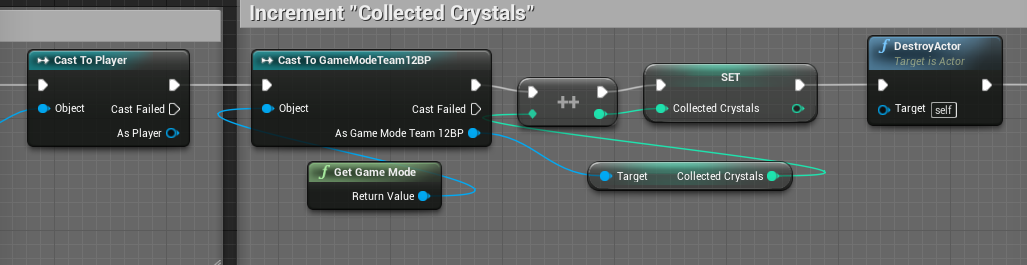 Increment "Collected Crystals"
Cast To Player
Object
Cast Failed
As Player
Cast To GameModeTeam12BP
Object
Cast Failed
As Game Mode Team 12BP
f Get Game Mode
Return Value
++
SET
Collected Crystals
Target
Collected Crystals
f DestroyActor
Target is Actor
Target self